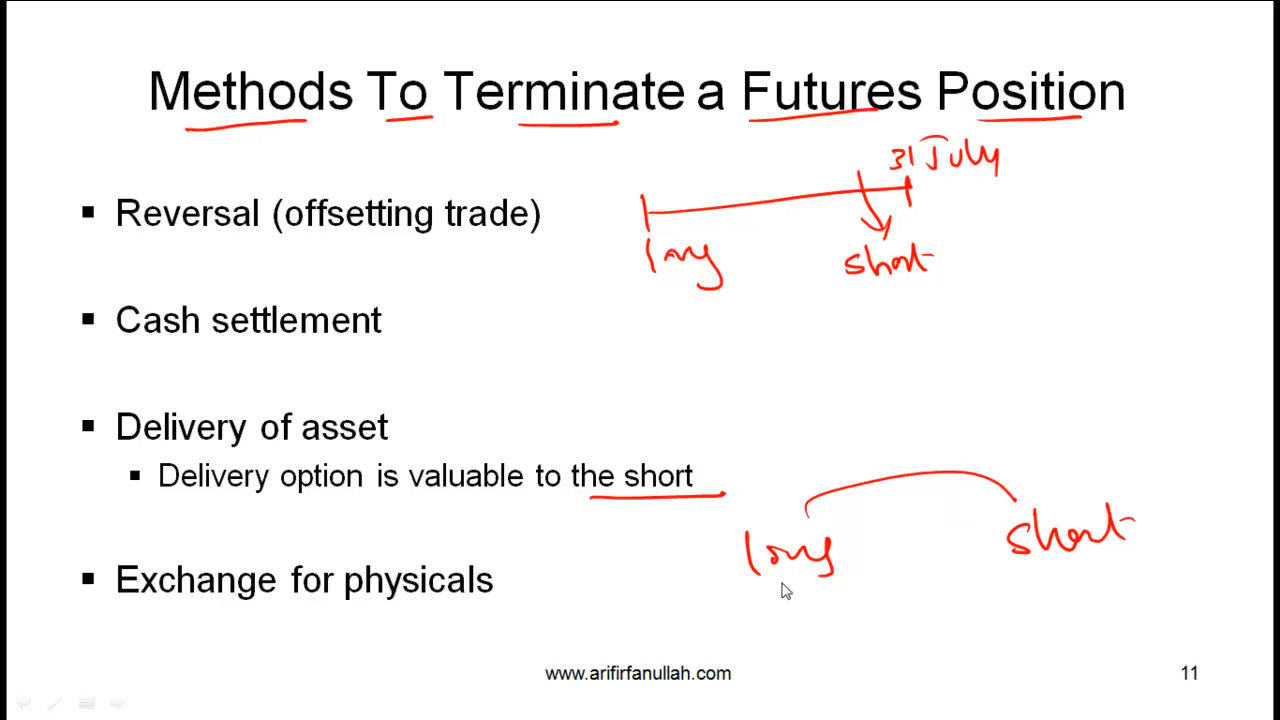 Methods To Terminate a Futures Position
31 July
▪ Reversal (offsetting trade)
long
short
▪ Cash settlement
▪ Delivery of asset
▪ Delivery option is valuable to the short
long
short
▪ Exchange for physicals
www.arifirfanullah.com
11